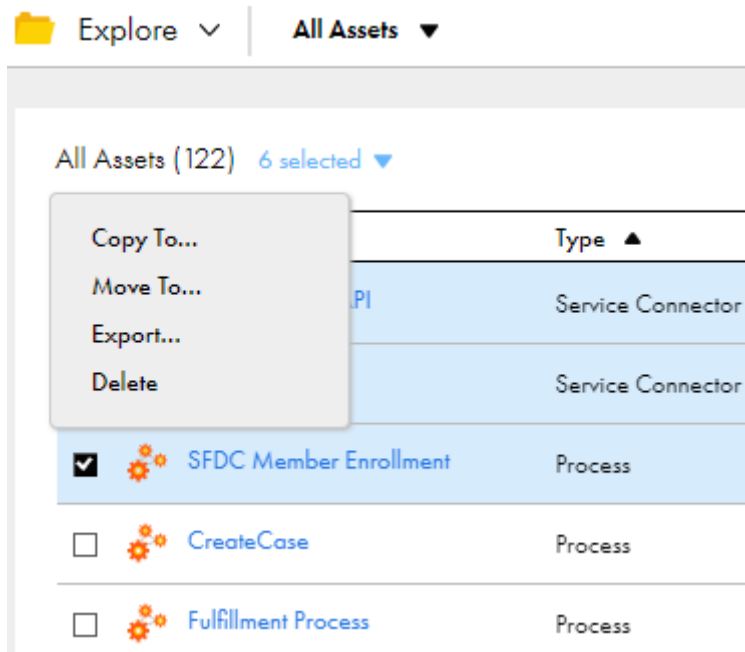 Explore All Assets
All Assets (122) 6 selected
Copy To...
Move To...
Export...
Delete
Type
PI Service Connector
Service Connector
SFDC Member Enrollment Process
CreateCase Process
Fulfillment Process Process